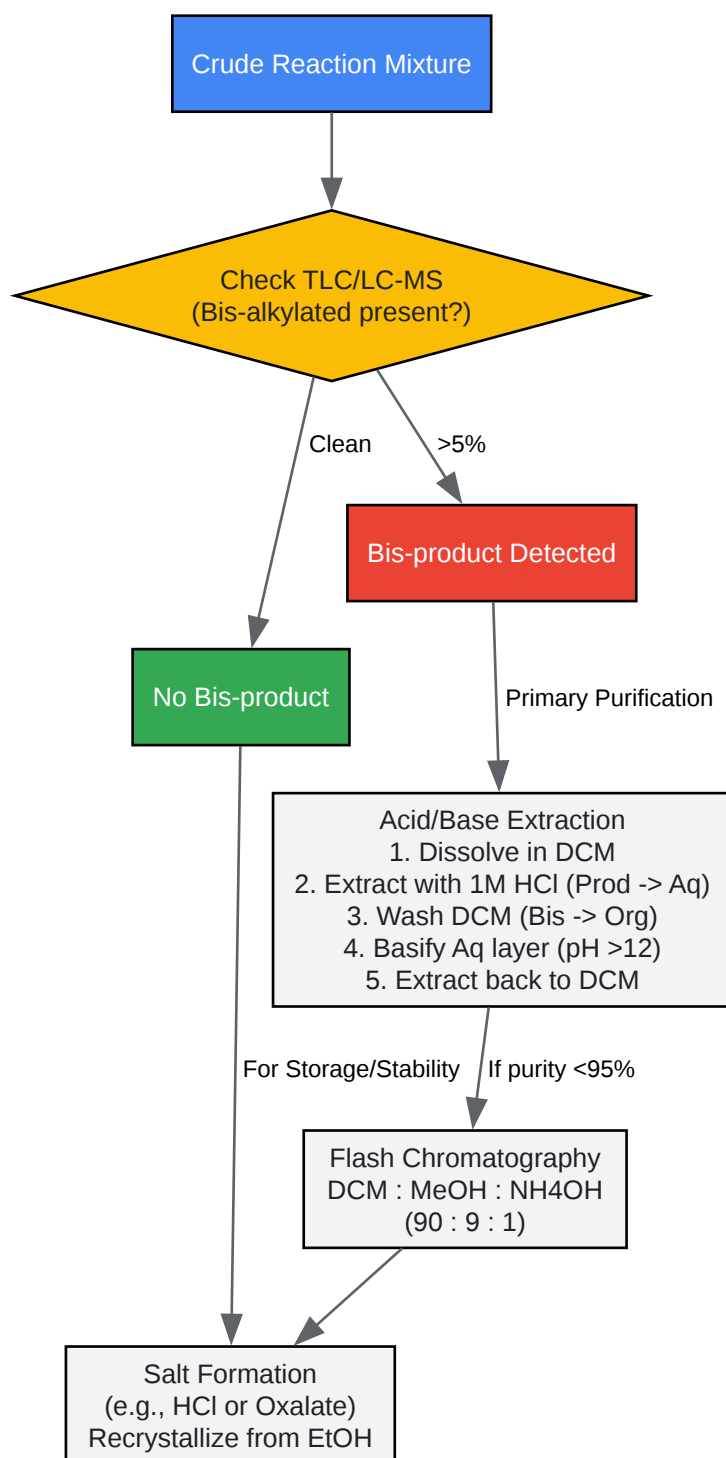 Crude Reaction Mixture
Check TLC/LC-MS
(Bis-alkylated present?)
Clean
>5%
Bis-product Detected
No Bis-product
Primary Purification
Acid/Base Extraction
1. Dissolve in DCM
2. Extract with 1M HCl (Prod -> Aq)
3. Wash DCM (Bis -> Org)
4. Basify Aq layer (pH >12)
5. Extract back to DCM
For Storage/Stability
If purity <95%
Flash Chromatography
DCM : MeOH : NH4OH
(90 : 9 : 1)
Salt Formation
(e.g., HCl or Oxalate)
Recrystallize from EtOH